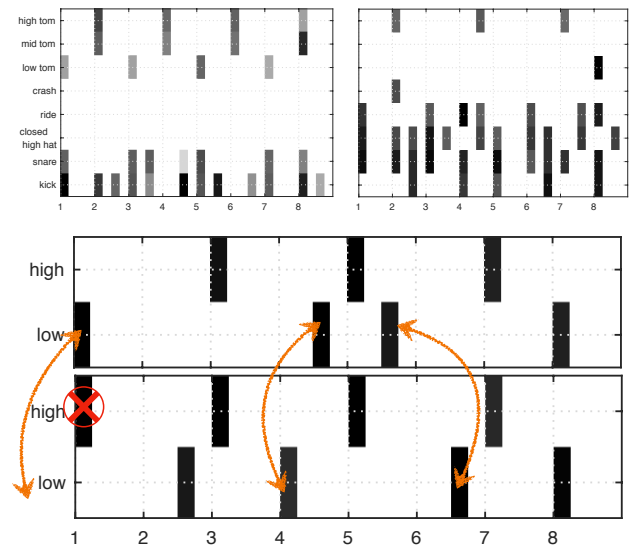 high tom
mid tom
low tom
crash
ride
closed
high hat
snare
kick
1 2 3 4 5 6 7 8
1 2 3 4 5 6 7 8
high
low
high
low
1 2 3 4 5 6 7 8